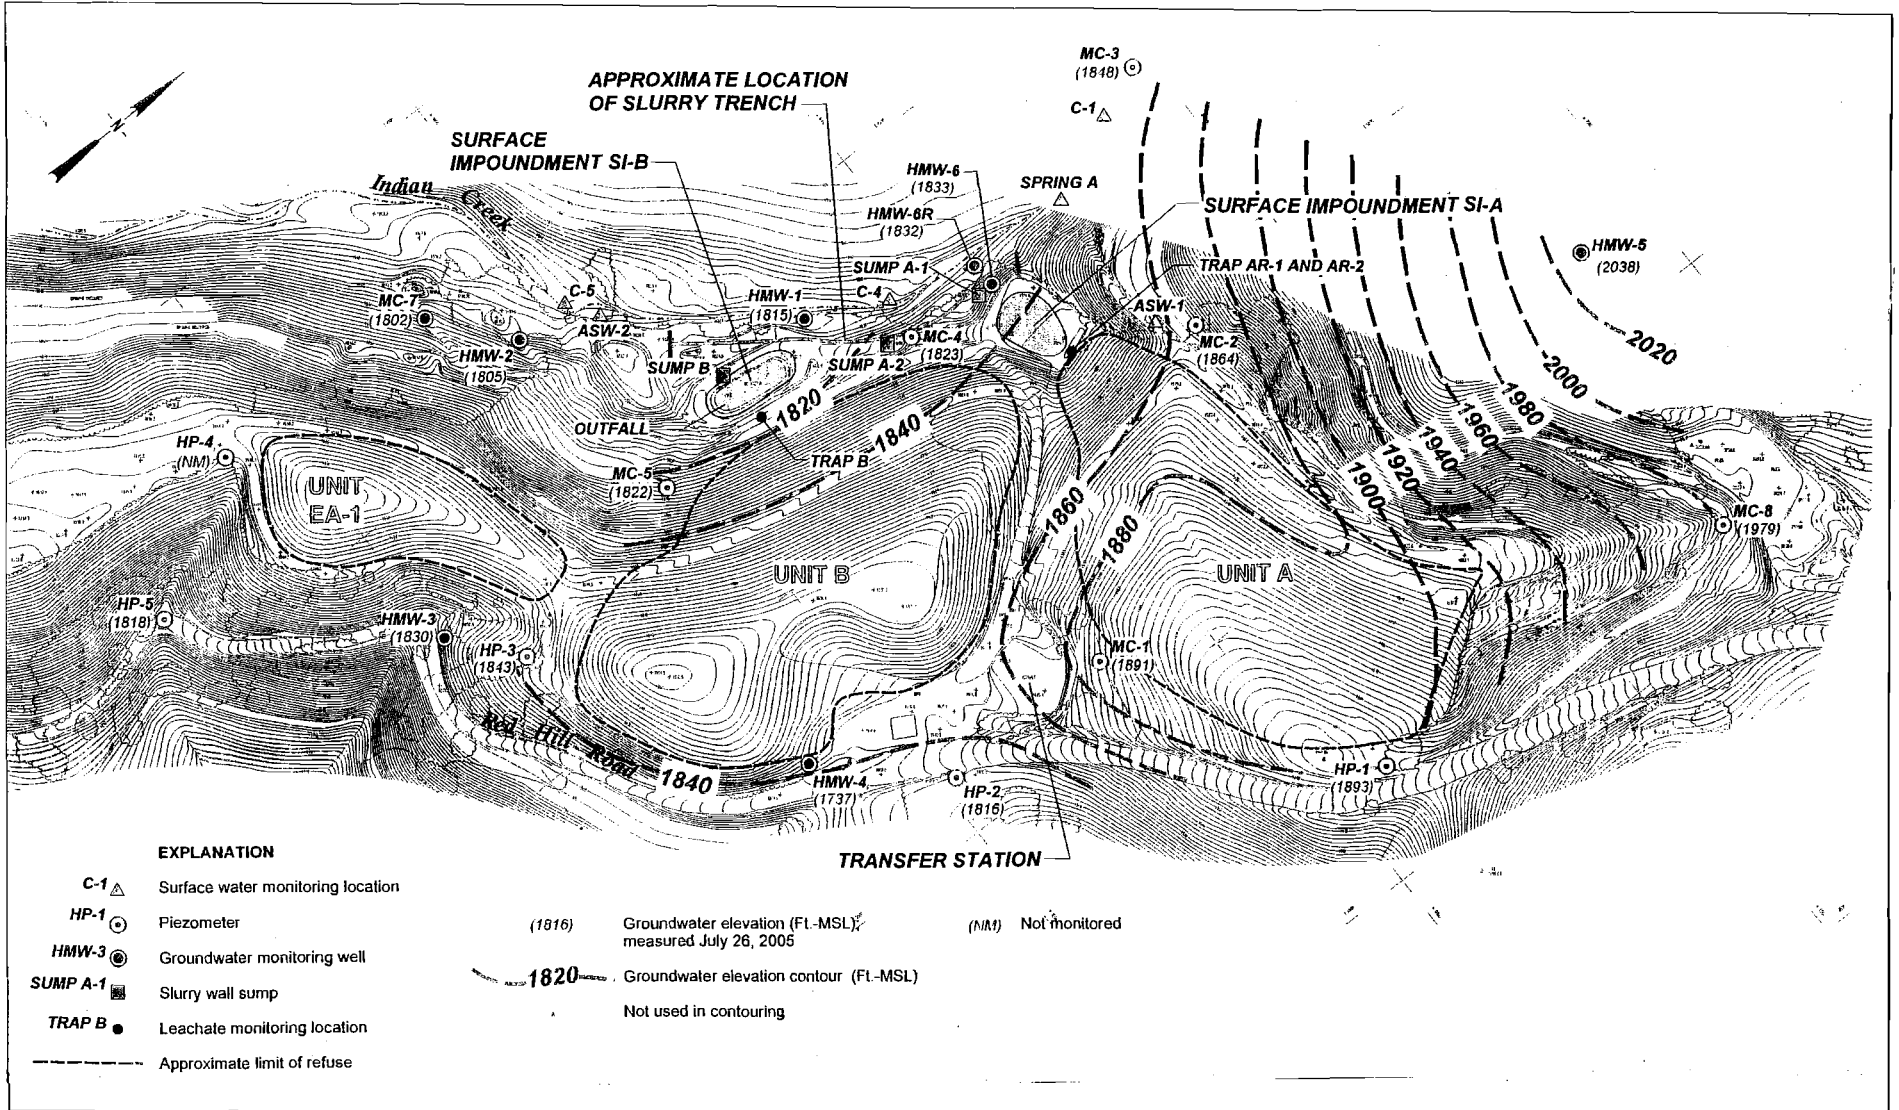 MC-3
(1848)
C-1
APPROXIMATE LOCATION
OF SLURRY TRENCH
N
SURFACE
IMPOUNDMENT SI-B
HMW-6
(1833)
SPRING A
Indian
Creek
HMW-6R
(1832)
SURFACE IMPOUNDMENT SI-A
HMW-5
(2038)
SUMP A-1
TRAP AR-1 AND AR-2
C-5
MC-7
(1802)
HMW-1
(1815)
C-4
ASW-1
ASW-2
MC-4
(1823)
MC-2
(1864)
HMW-2
(1805)
SUMP B
SUMP A-2
2020
2000
1980
1960
1940
1920
1900
1820
1840
OUTFALL
HP-4
(NM)
TRAP B
MC-5
(1822)
UNIT
EA-1
1860
1880
MC-8
(1979)
UNIT B
UNIT A
HP-5
(1818)
HMW-3
(1830)
HP-3
(1843)
MC-1
(1891)
Red Hill Road
1840
HMW-4
(1737)
HP-2
(1816)
HP-1
(1893)
TRANSFER STATION
EXPLANATION
C-1 Surface water monitoring location
HP-1 Piezometer
HMW-3 Groundwater monitoring well
SUMP A-1 Slurry wall sump
TRAP B Leachate monitoring location
Approximate limit of refuse
(1816) Groundwater elevation (Ft.-MSL),
measured July 26, 2005
1820 Groundwater elevation contour (Ft.-MSL)
Not used in contouring
(NM) Not monitored